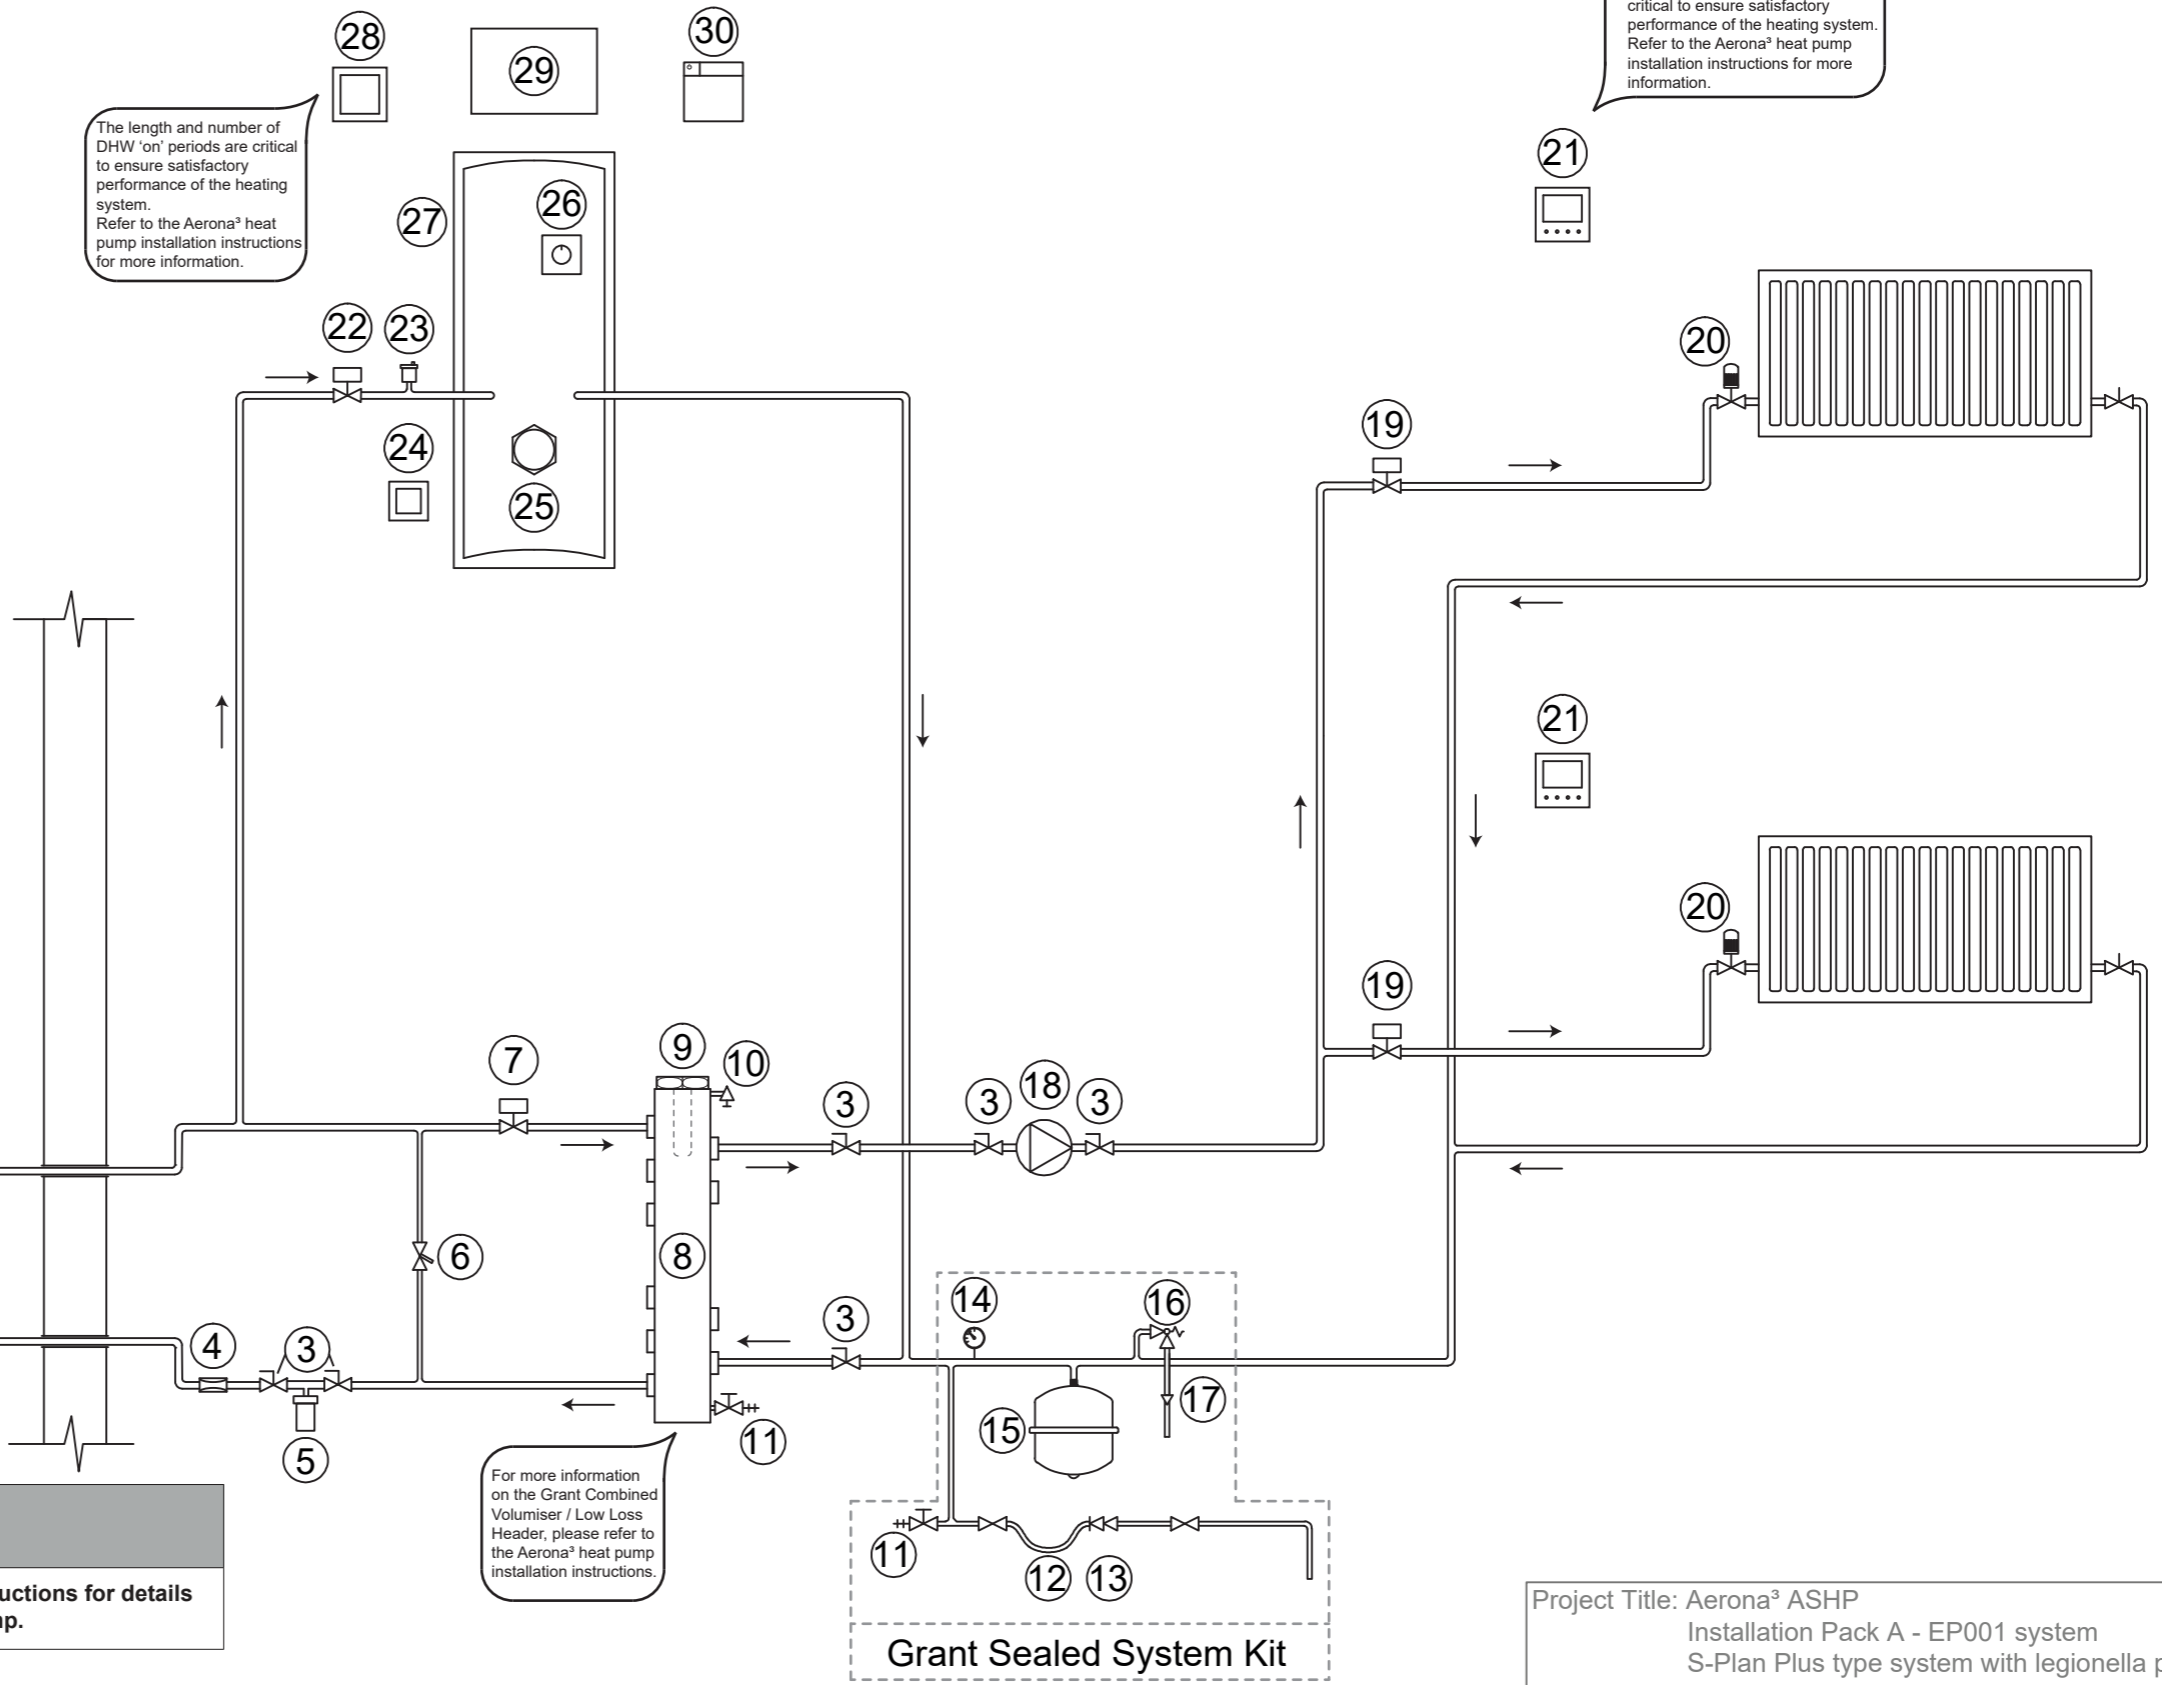 28
29
30
The length and number of
DHW ‘on’ periods are critical
to ensure satisfactory
performance of the heating
system.
Refer to the Aerona³ heat
pump installation instructions
for more information.
critical to ensure satisfactory
performance of the heating system.
Refer to the Aerona³ heat pump
installation instructions for more
information.
21
27
26
22
23
24
25
20
19
21
20
19
7
9
10
3
3
18
3
6
8
4
3
5
3
14
16
15
17
11
11
12
13
For more information
on the Grant Combined
Volumiser / Low Loss
Header, please refer to
the Aerona³ heat pump
installation instructions.
Grant Sealed System Kit
uctions for details
Project Title: Aerona³ ASHP
Installation Pack A - EP001 system
S-Plan Plus type system with legionella